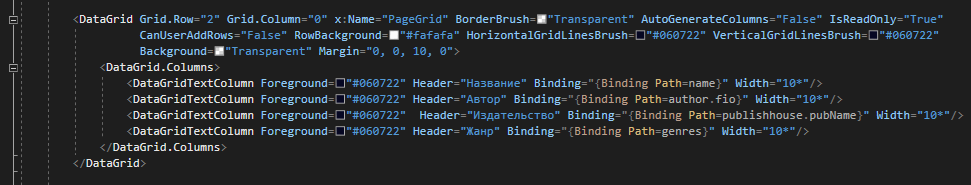 <DataGrid Grid.Row="2" Grid.Column="0" x:Name="PageGrid" BorderBrush="Transparent" AutoGenerateColumns="False" IsReadOnly="True"
CanUserAddRows="False" RowBackground="#fafafa" HorizontalGridLinesBrush="#060722" VerticalGridLinesBrush="#060722"
Background="Transparent" Margin="0, 0, 10, 0">
<DataGrid.Columns>
<DataGridTextColumn Foreground="#060722" Header="Название" Binding="{Binding Path=name}" Width="10*"/>
<DataGridTextColumn Foreground="#060722" Header="Автор" Binding="{Binding Path=author.fio}" Width="10*"/>
<DataGridTextColumn Foreground="#060722"  Header="Издательство" Binding="{Binding Path=publishhouse.pubName}" Width="10*"/>
<DataGridTextColumn Foreground="#060722" Header="Жанр" Binding="{Binding Path=genres}" Width="10*"/>
</DataGrid.Columns>
</DataGrid>